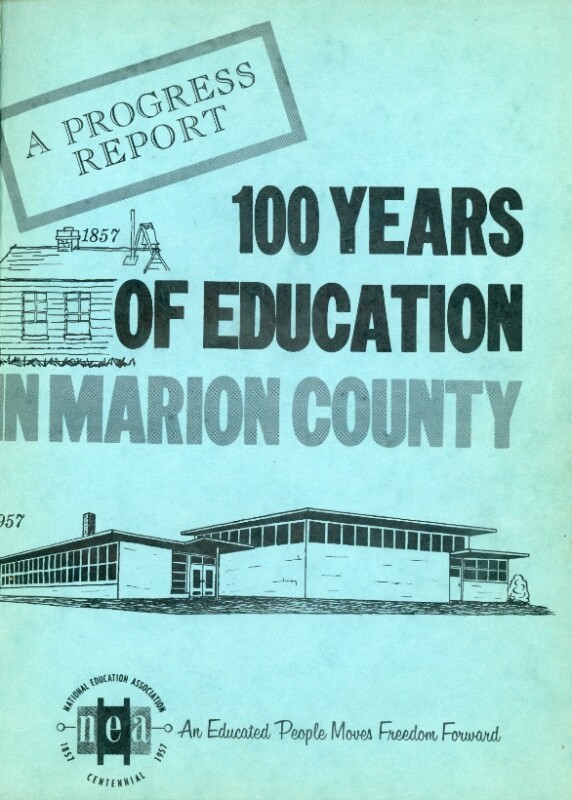 A PROGRESS
REPORT
100 YEARS
1857
OF EDUCATION
IN MARION COUNTY
957
NATIONAL EDUCATION ASSOCIATION
nea
1857 CENTENNIAL 1957
An Educated People Moves Freedom Forward